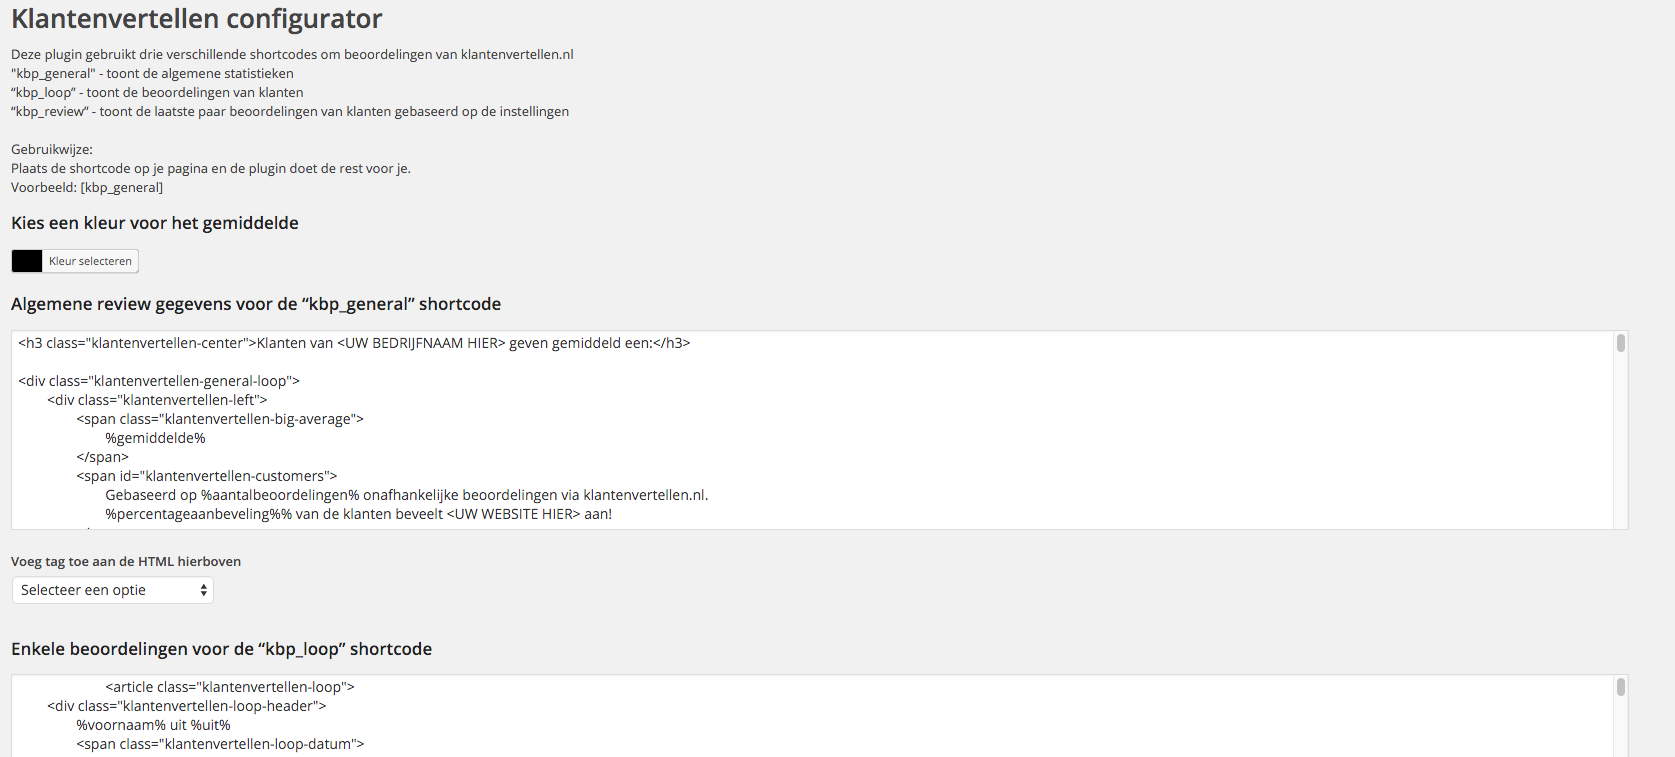 Klantenvertellen configurator
Deze plugin gebruikt drie verschillende shortcodes om beoordelingen van klantenvertellen.nl
"kbp_general" - toont de algemene statistieken
“kbp_loop” - toont de beoordelingen van klanten
“kbp_review” - toont de laatste paar beoordelingen van klanten gebaseerd op de instellingen
Gebruikwijze:
Plaats de shortcode op je pagina en de plugin doet de rest voor je.
Voorbeeld: [kbp_general]
Kies een kleur voor het gemiddelde
Kleur selecteren
Algemene review gegevens voor de “kbp_general” shortcode
<h3 class="klantenvertellen-center">Klanten van <UW BEDRIJFNAAM HIER> geven gemiddeld een:</h3>
<div class="klantenvertellen-general-loop">
<div class="klantenvertellen-left">
<span class="klantenvertellen-big-average">
%gemiddelde%
</span>
<span id="klantenvertellen-customers">
Gebaseerd op %aantalbeoordelingen% onafhankelijke beoordelingen via klantenvertellen.nl.
%percentageaanbeveling%% van de klanten beveelt <UW WEBSITE HIER> aan!
Voeg tag toe aan de HTML hierboven
Selecteer een optie
Enkele beoordelingen voor de “kbp_loop” shortcode
<article class="klantenvertellen-loop">
<div class="klantenvertellen-loop-header">
%voornaam% uit %uit%
<span class="klantenvertellen-loop-datum">